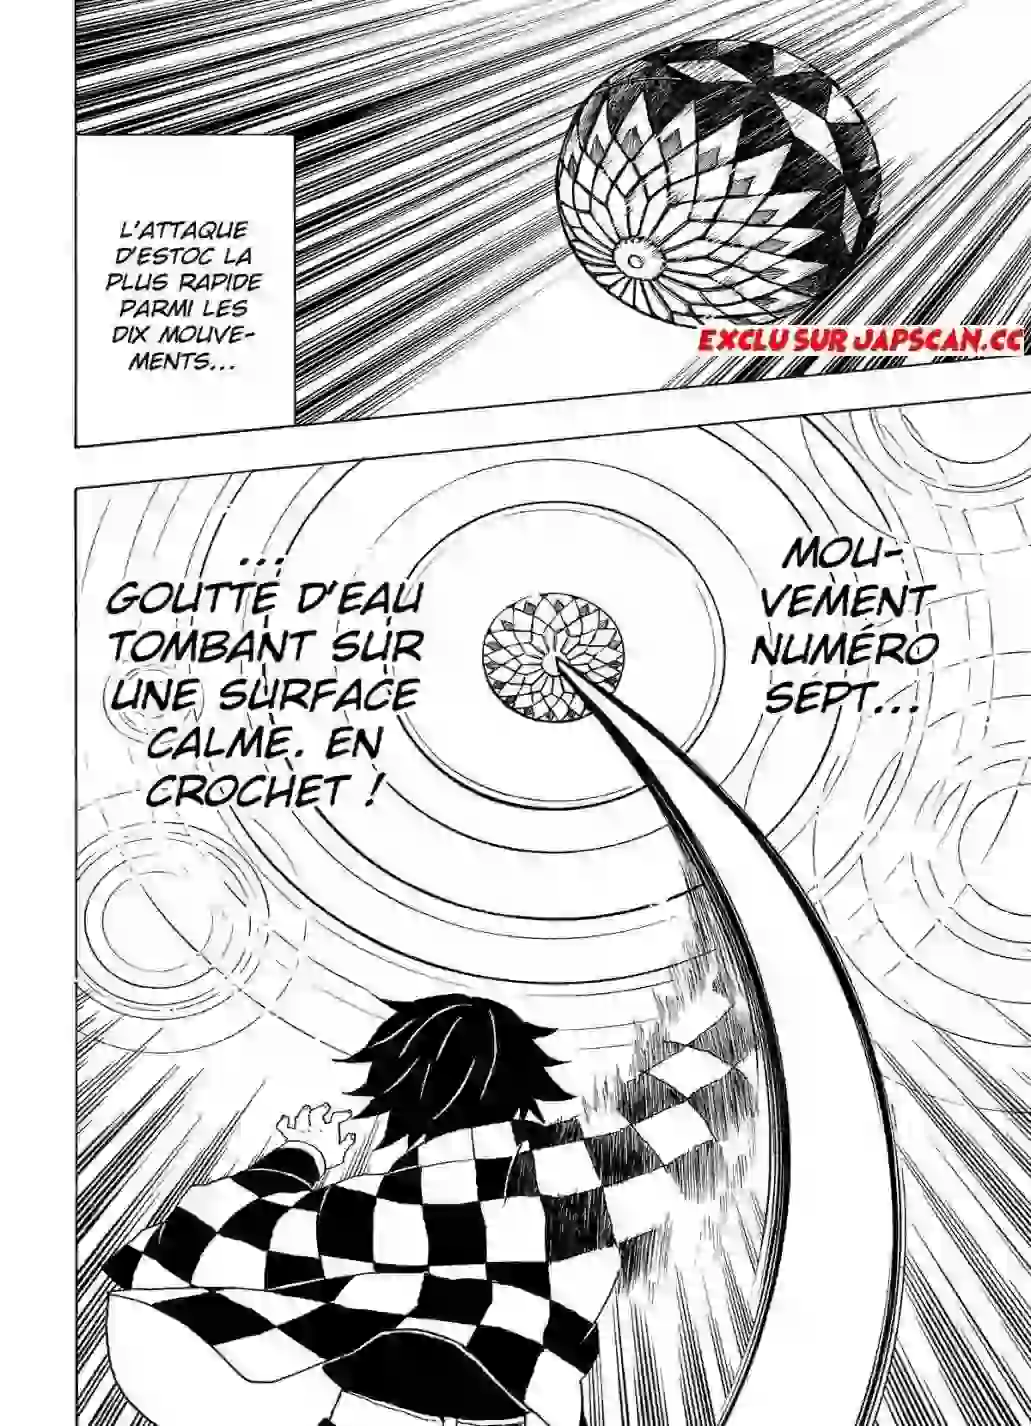 L'ATTAQUE
D'ESTOC LA
PLUS RAPIDE
PARMI LES
DIX MOUVE-
MENTS...
EXCLU SUR JAPSCAN.CC
MOU-
VEMENT
NUMÉRO
SEPT...
...
GOUTTE D'EAU
TOMBANT SUR
UNE SURFACE
CALME. EN
CROCHET !